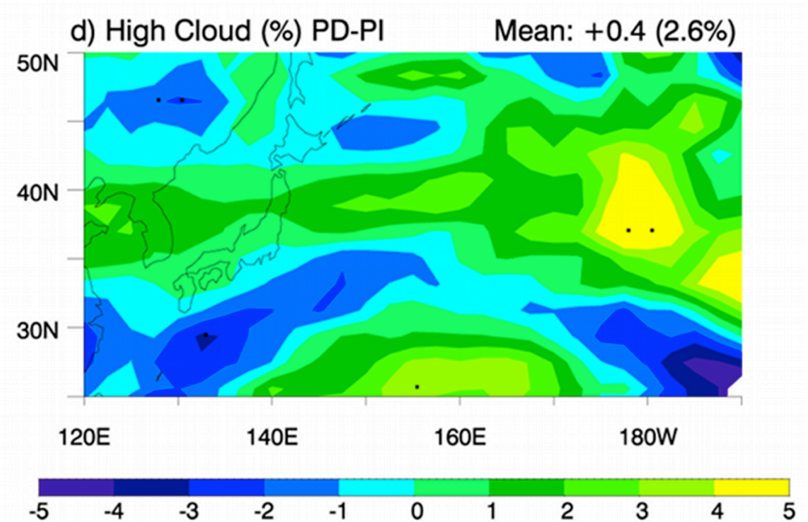 d) High Cloud (%) PD-PI Mean: +0.4 (2.6%)
50N
40N
30N
120E 140E 160E 180W
-5 -4 -3 -2 -1 0 1 2 3 4 5